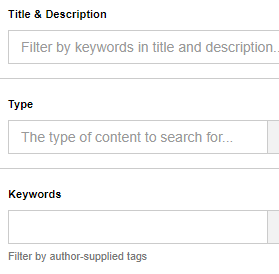 Title & Description
Filter by keywords in title and description..
Type
The type of content to search for...
Keywords
Filter by author-supplied tags